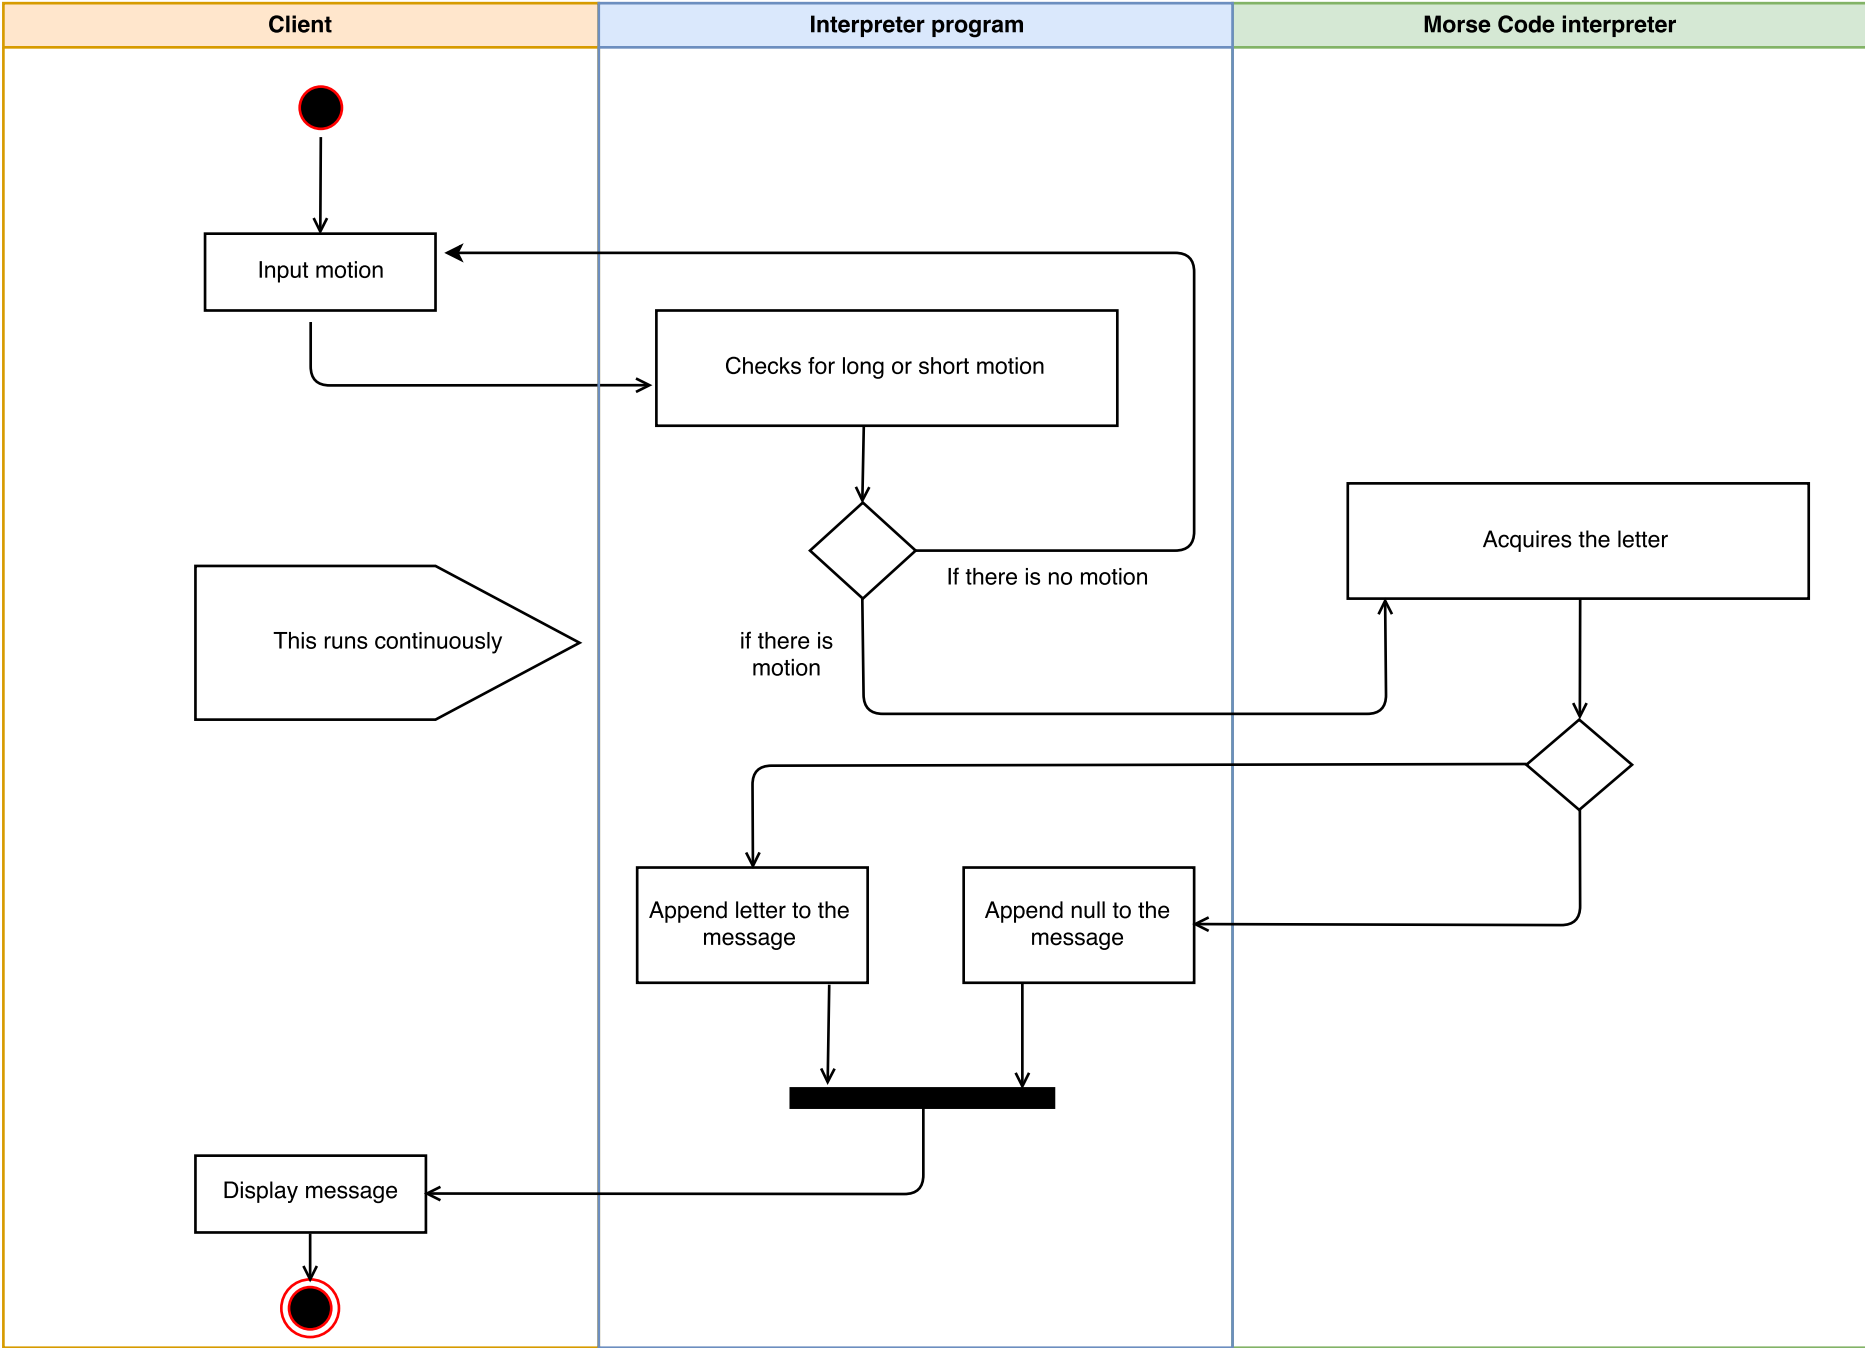 Client
Interpreter program
Morse Code interpreter
Input motion
Checks for long or short motion
Acquires the letter
If there is no motion
This runs continuously
if there is
motion
Append letter to the
message
Append null to the
message
Display message